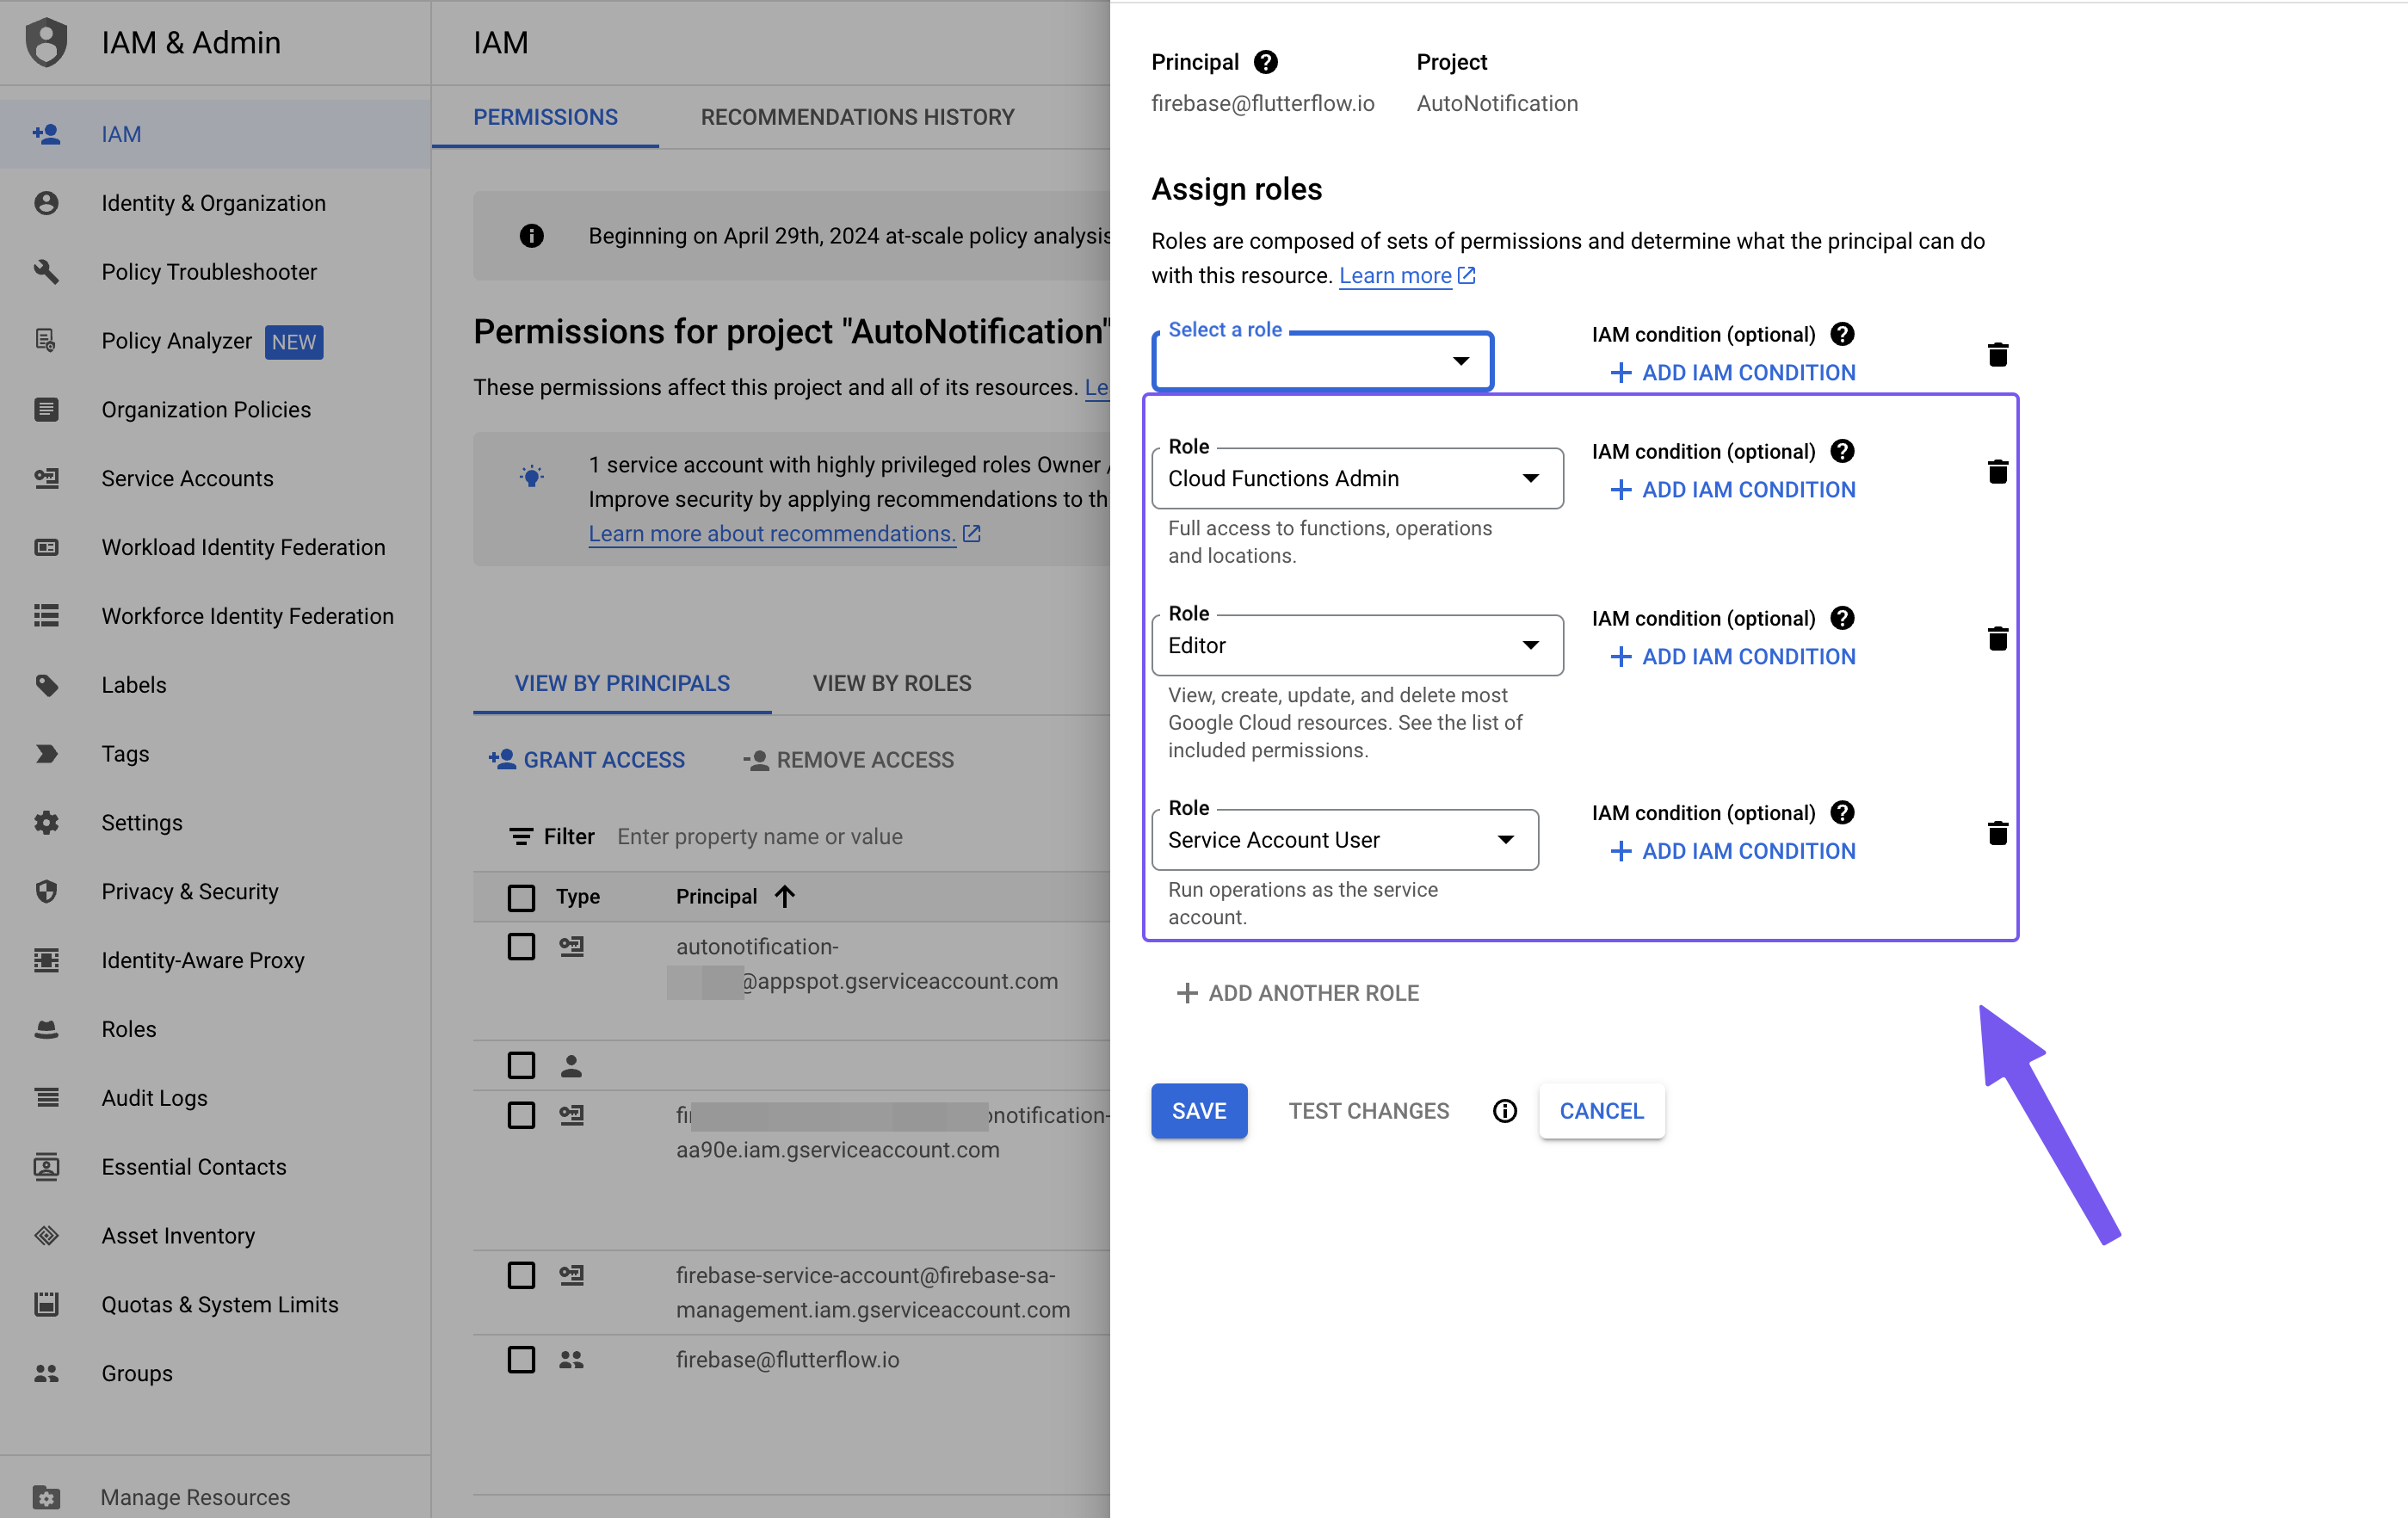 IAM & Admin
IAM
Identity & Organization
Policy Troubleshooter
Policy Analyzer NEW
Organization Policies
Service Accounts
Workload Identity Federation
Workforce Identity Federation
Labels
Tags
Settings
Privacy & Security
Identity-Aware Proxy
Roles
Audit Logs
Essential Contacts
Asset Inventory
Quotas & System Limits
Groups
Manage Resources
IAM
PERMISSIONS RECOMMENDATIONS HISTORY
Beginning on April 29th, 2024 at-scale policy analysis
Permissions for project "AutoNotification"
These permissions affect this project and all of its resources. Le
1 service account with highly privileged roles Owner
Improve security by applying recommendations to th
Learn more about recommendations.
VIEW BY PRINCIPALS VIEW BY ROLES
GRANT ACCESS REMOVE ACCESS
Filter Enter property name or value
Type Principal
autonotification-
@appspot.gserviceaccount.com
fi onotification-
aa90e.iam.gserviceaccount.com
firebase-service-account@firebase-sa-
management.iam.gserviceaccount.com
firebase@flutterflow.io
Principal Project
firebase@flutterflow.io AutoNotification
Assign roles
Roles are composed of sets of permissions and determine what the principal can do
with this resource. Learn more
Select a role
IAM condition (optional)
+ ADD IAM CONDITION
Role
Cloud Functions Admin
Full access to functions, operations
and locations.
IAM condition (optional)
+ ADD IAM CONDITION
Role
Editor
View, create, update, and delete most
Google Cloud resources. See the list of
included permissions.
IAM condition (optional)
+ ADD IAM CONDITION
Role
Service Account User
Run operations as the service
account.
IAM condition (optional)
+ ADD IAM CONDITION
+ ADD ANOTHER ROLE
SAVE TEST CHANGES CANCEL